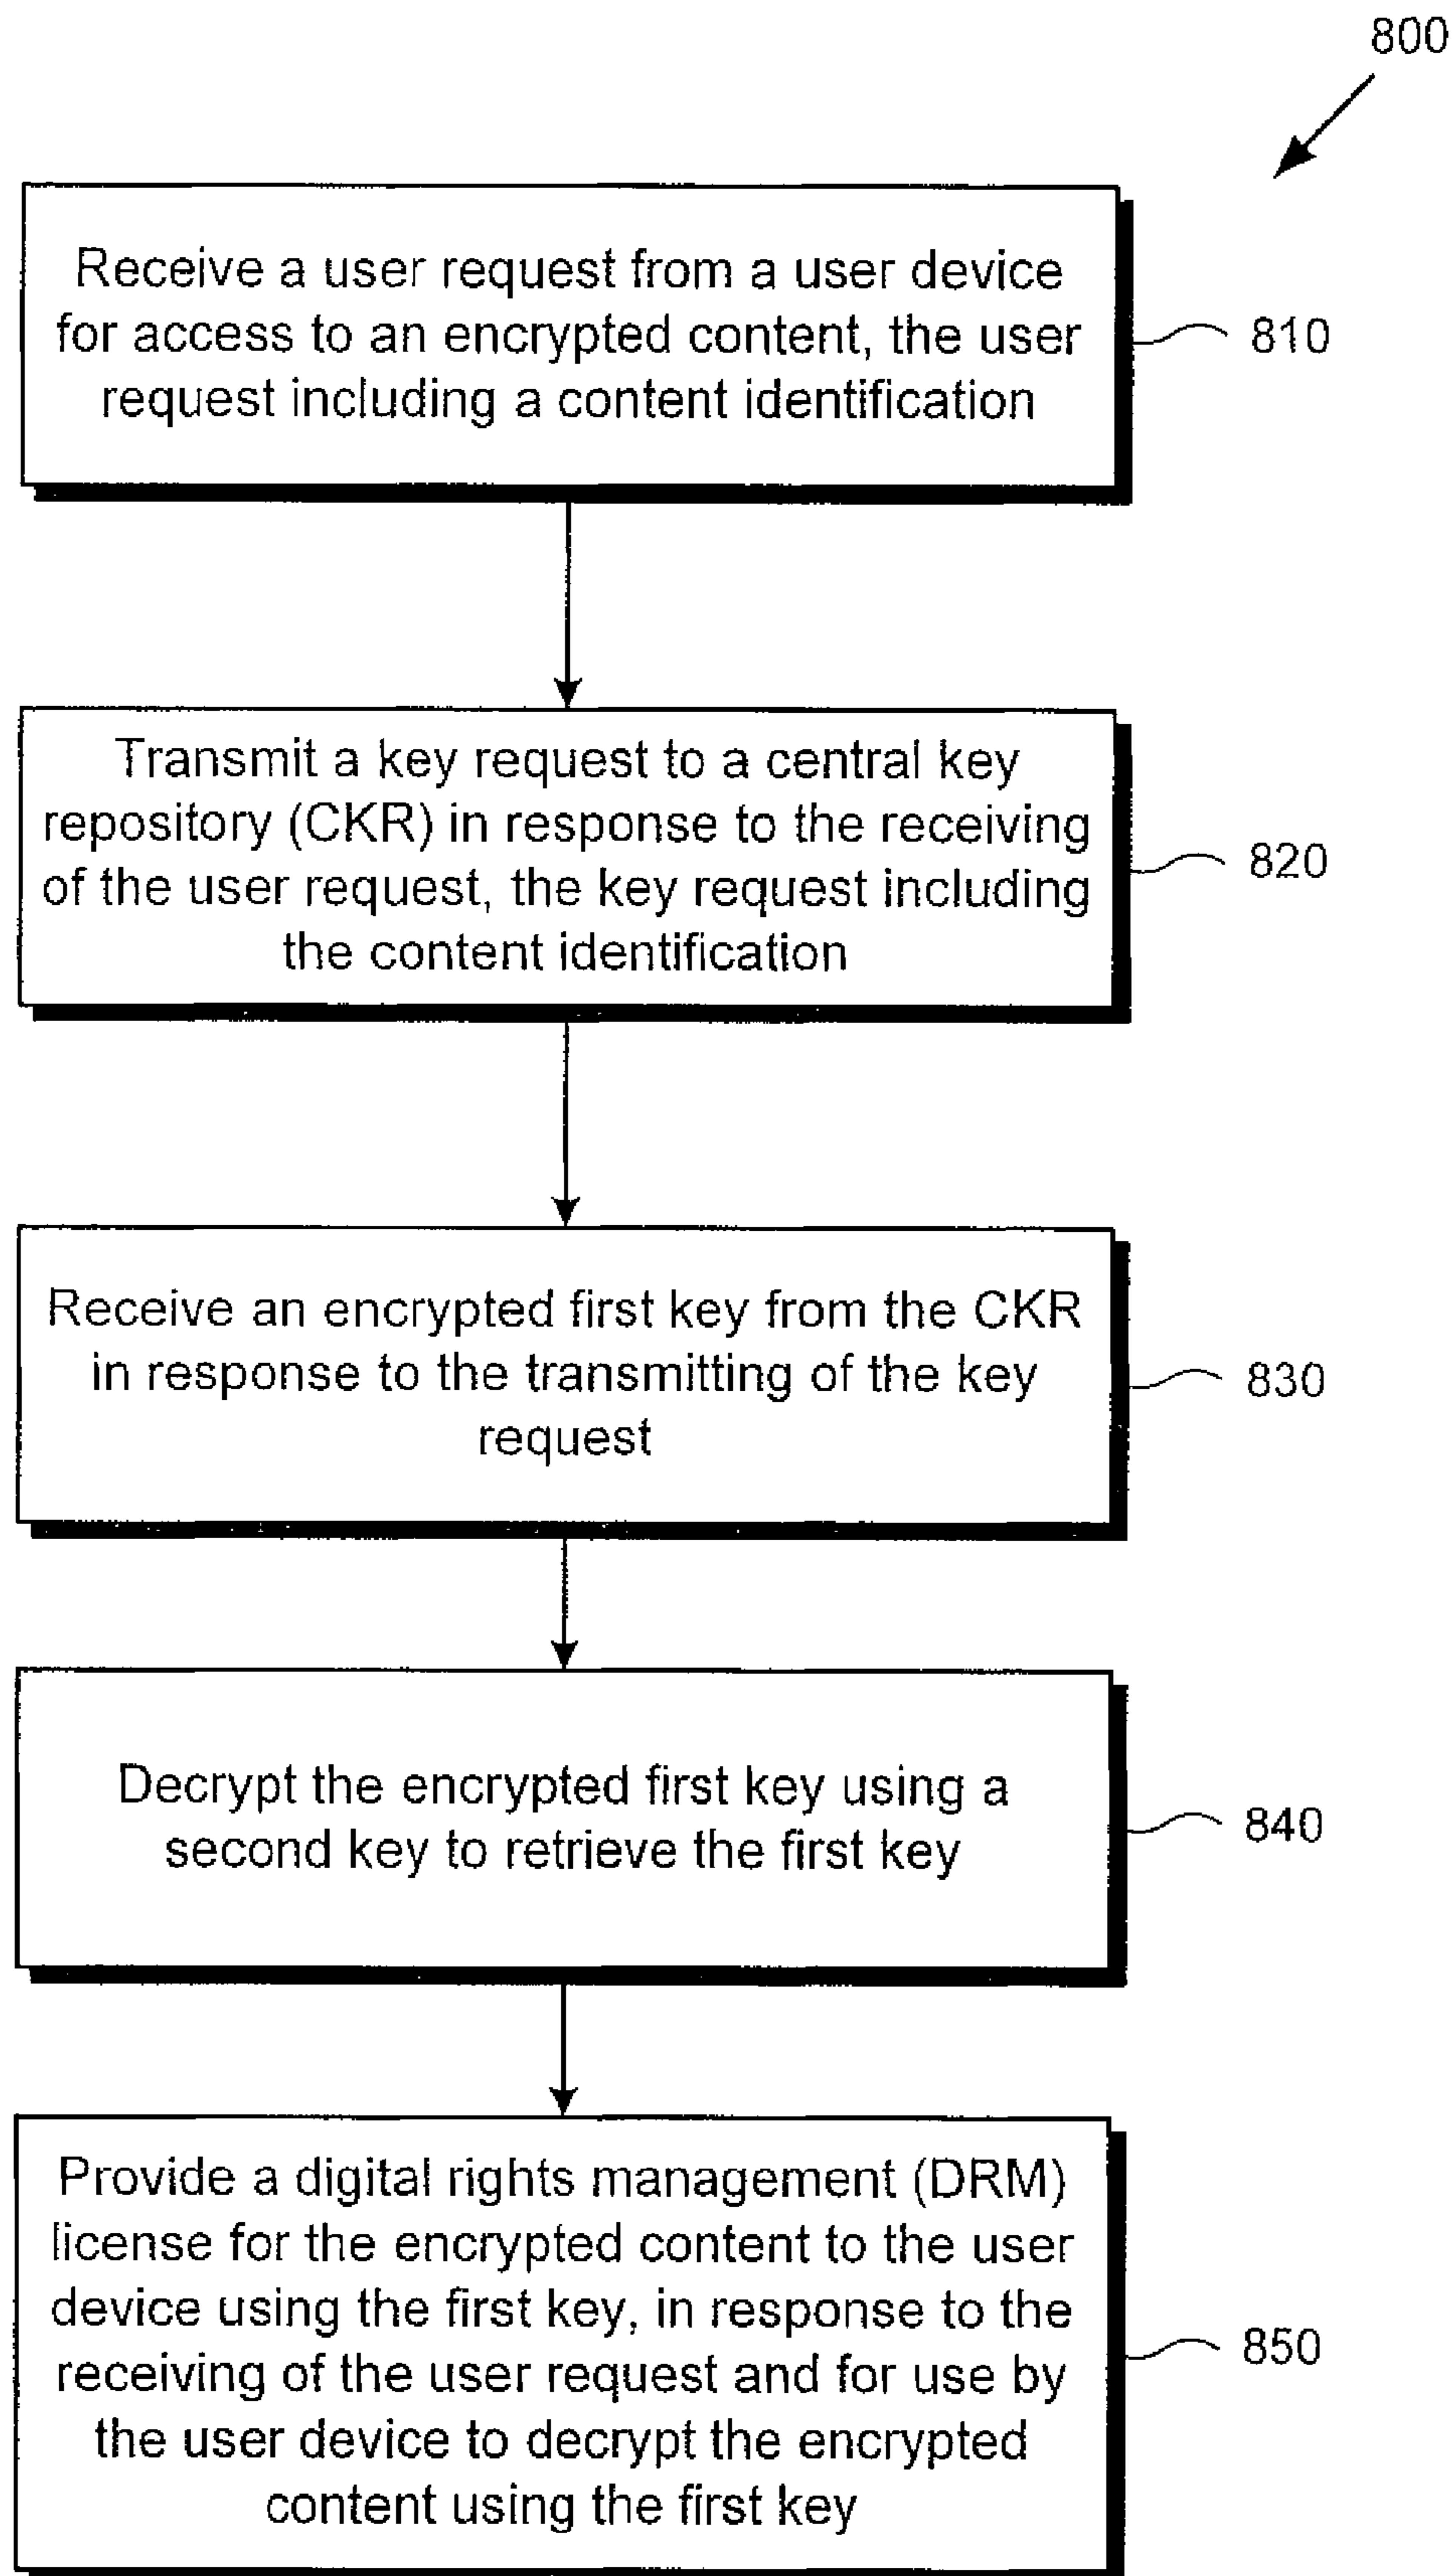 800
Receive a user request from a user device
for access to an encrypted content, the user
request including a content identification
810
Transmit a key request to a central key
repository (CKR) in response to the receiving
of the user request, the key request including
the content identification
820
Receive an encrypted first key from the CKR
in response to the transmitting of the key
request
830
Decrypt the encrypted first key using a
second key to retrieve the first key
840
Provide a digital rights management (DRM)
license for the encrypted content to the user
device using the first key, in response to the
receiving of the user request and for use by
the user device to decrypt the encrypted
content using the first key
850